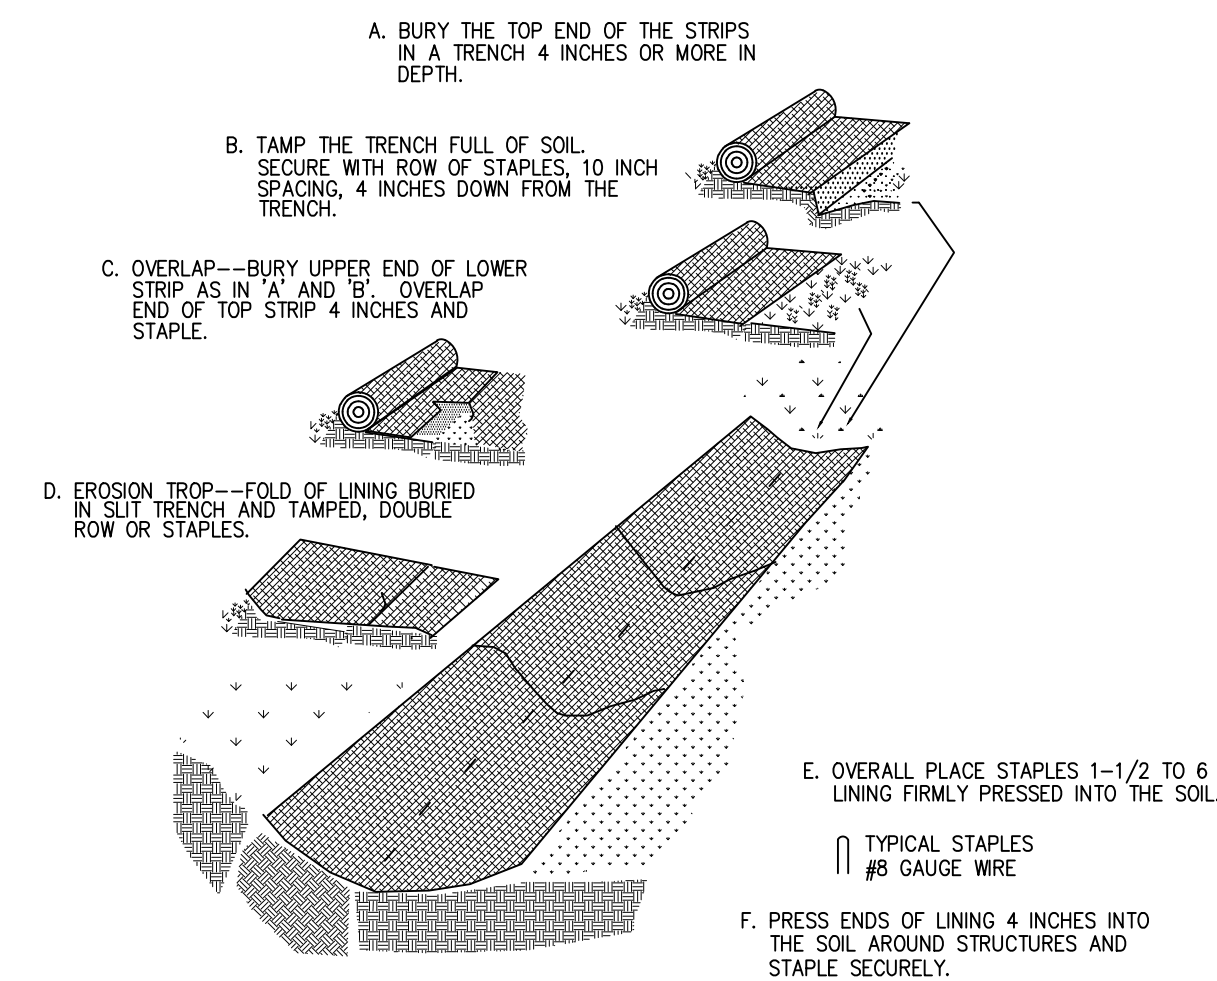 A. BURY THE TOP END OF THE STRIPS
IN A TRENCH 4 INCHES OR MORE IN
DEPTH.
B. TAMP THE TRENCH FULL OF SOIL.
SECURE WITH ROW OF STAPLES, 10 INCH
SPACING, 4 INCHES DOWN FROM THE
TRENCH.
C. OVERLAP--BURY UPPER END OF LOWER
STRIP AS IN 'A' AND 'B'. OVERLAP
END OF TOP STRIP 4 INCHES AND
STAPLE.
D. EROSION TROP--FOLD OF LINING BURIED
IN SLIT TRENCH AND TAMPED, DOUBLE
ROW OR STAPLES.
E. OVERALL PLACE STAPLES 1-1/2 TO 6
LINING FIRMLY PRESSED INTO THE SOIL.
TYPICAL STAPLES
#8 GAUGE WIRE
F. PRESS ENDS OF LINING 4 INCHES INTO
THE SOIL AROUND STRUCTURES AND
STAPLE SECURELY.